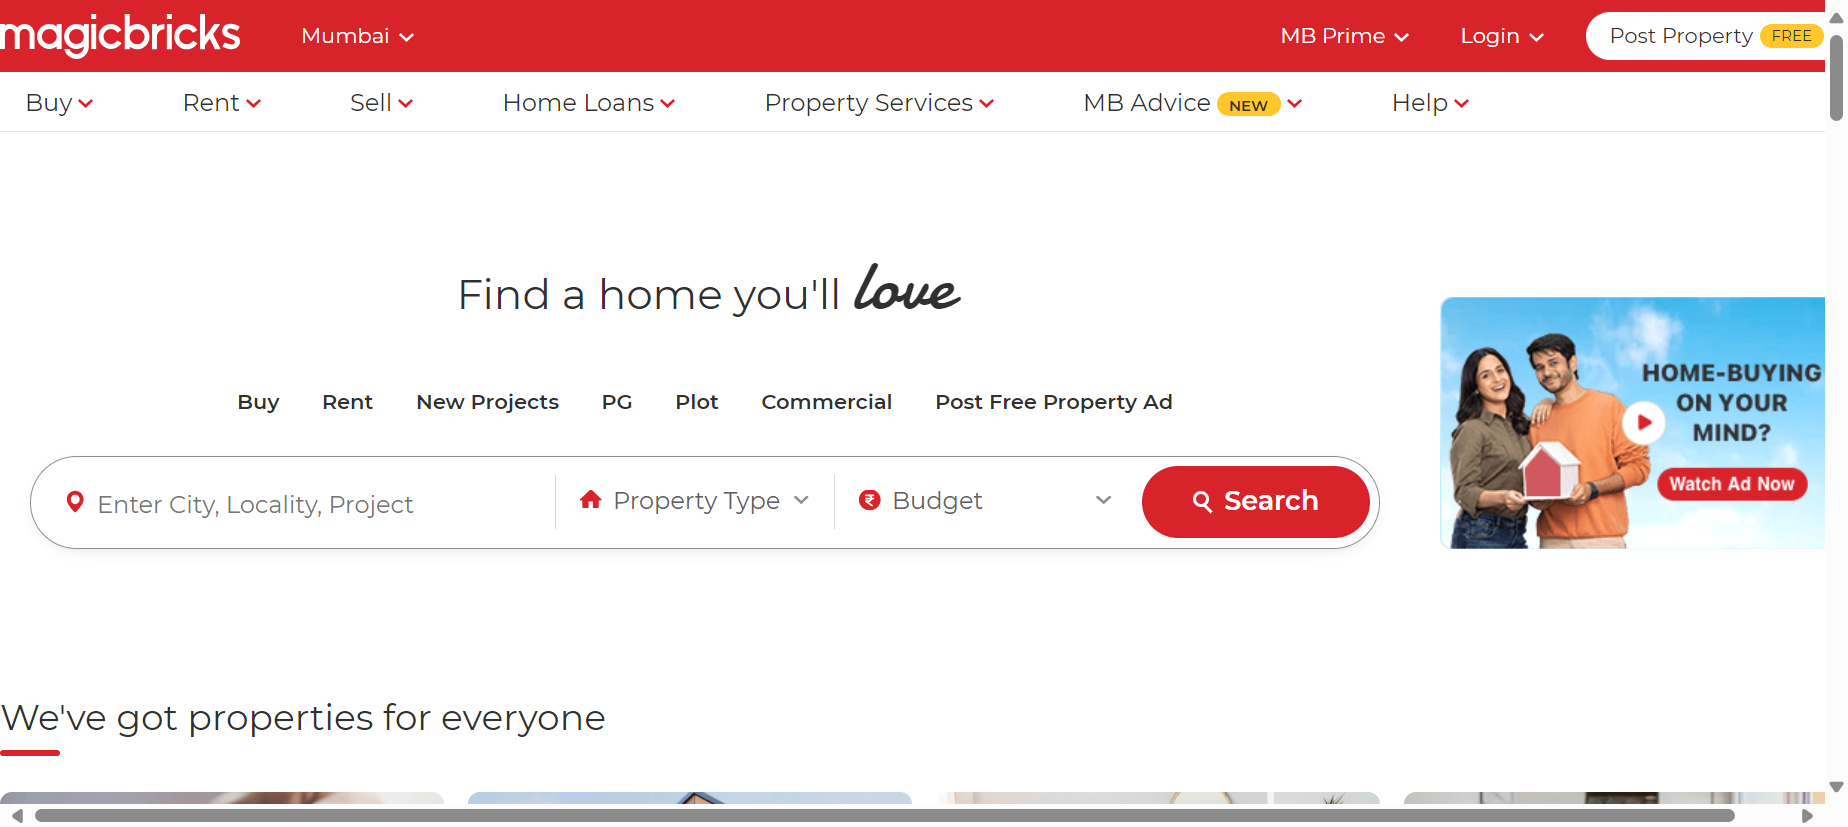 magicbricks
Mumbai
MB Prime
Login
Post Property FREE
Buy
Rent
Sell
Home Loans
Property Services
MB Advice NEW
Help
Find a home you'll love
Buy
Rent
New Projects
PG
Plot
Commercial
Post Free Property Ad
Enter City, Locality, Project
Property Type
₹ Budget
Search
HOME-BUYING
ON YOUR
MIND?
Watch Ad Now
We've got properties for everyone